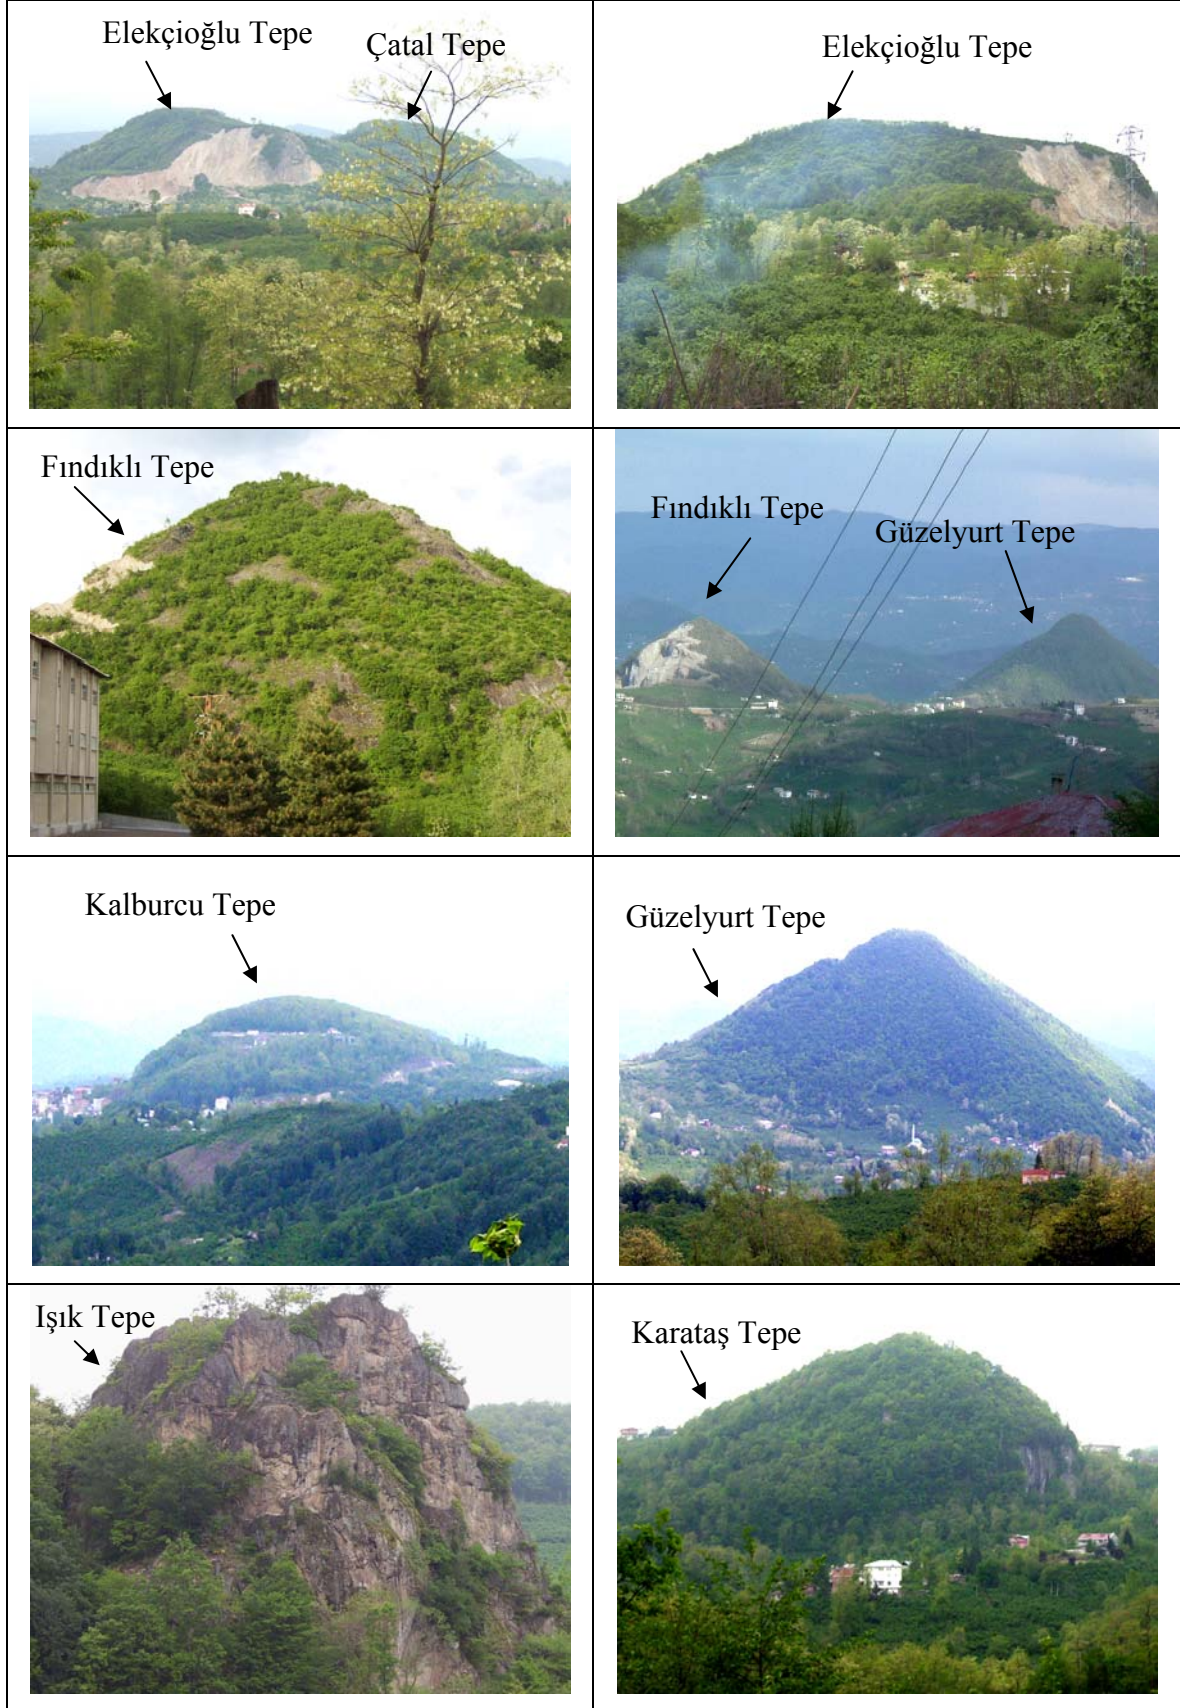 Elekçioğlu Tepe
Çatal Tepe
Elekçioğlu Tepe
Fındıklı Tepe
Fındıklı Tepe
Güzelyurt Tepe
Kalburcu Tepe
Güzelyurt Tepe
Işık Tepe
Karataş Tepe